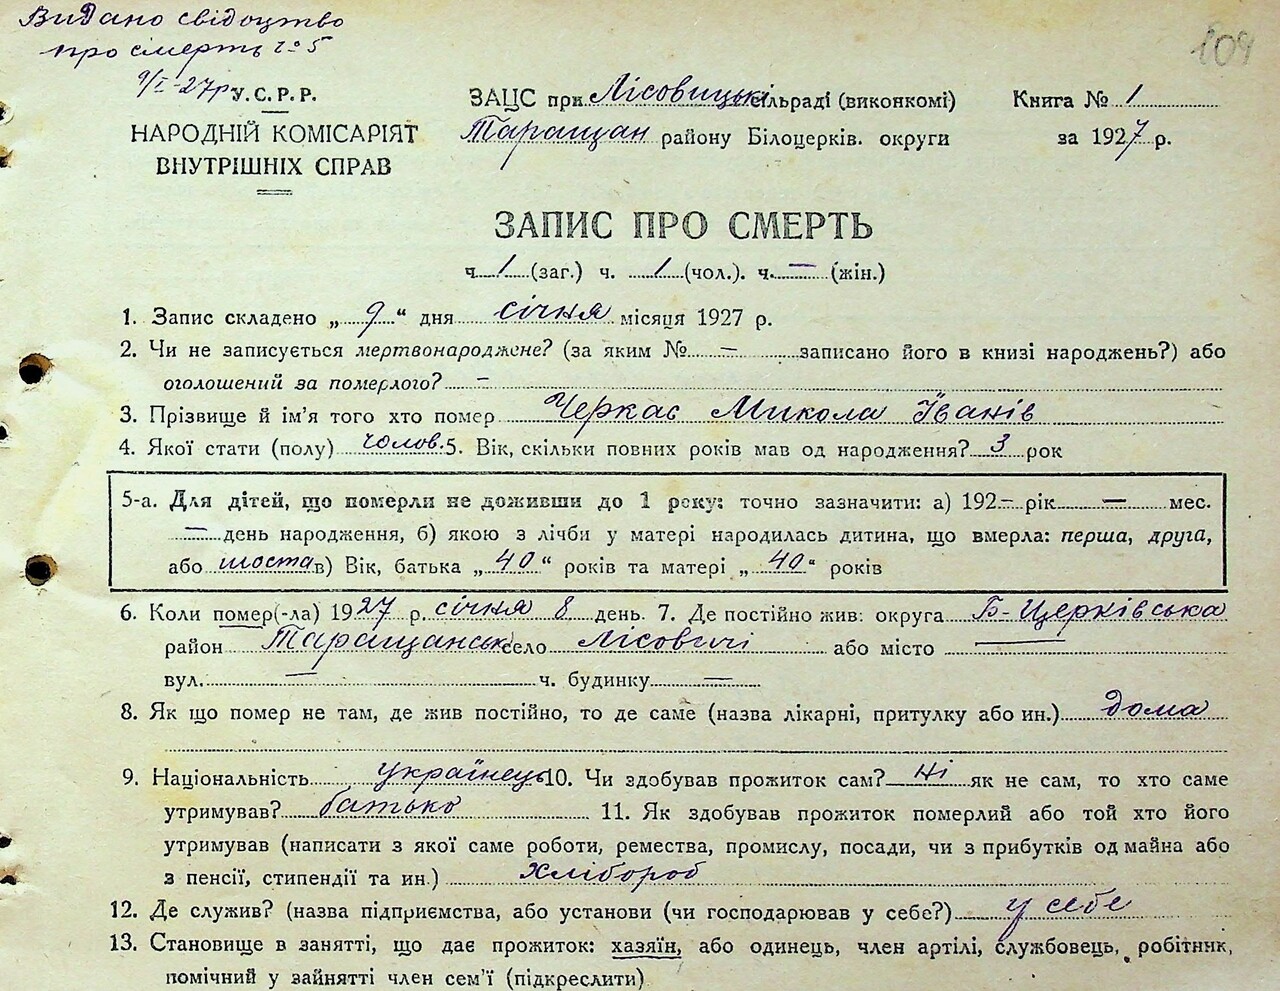 Видано свідоцтво
про смерть № 5
9/I-27р
109
У.С.Р.Р.
НАРОДНІЙ КОМІСАРІЯТ
ВНУТРІШНІХ СПРАВ
ЗАЦС при Лісовицькі сільраді (виконкомі)
Таращан району Білоцерків. округи
Книга № 1
за 1927 р.
ЗАПИС ПРО СМЕРТЬ
ч. 1 (заг.) ч. 1 (чол.). ч. — (жін.)
1. Запис складено „ 9 “ дня січня місяця 1927 р.
2. Чи не записується мертвонароджене? (за яким № — записано його в книзі народжень?) або
оголошений за померлого? —
3. Прізвище й ім'я того хто помер Черкас Микола Іванів
4. Якої стати (полу) чолов. 5. Вік, скільки повних років мав од народження? 3 рок
5-а. Для дітей, що померли не доживши до 1 року: точно зазначити: а) 192— рік — мес.
— день народження, б) якою з лічби у матері народилась дитина, що вмерла: перша, друга,
або шоста в) Вік, батька „ 40 “ років та матері „ 40 “ років
6. Коли помер(-ла) 1927 р. січня 8 день. 7. Де постійно жив: округа Б-Церківська
район Таращанськ село Лісовичі або місто —
вул. — ч. будинку —
8. Як що помер не там, де жив постійно, то де саме (назва лікарні, притулку або ин.) дома
9. Національність українець 10. Чи здобував прожиток сам? Ні як не сам, то хто саме
утримував? батько 11. Як здобував прожиток померлий або той хто його
утримував (написати з якої саме роботи, ремества, промислу, посади, чи з прибутків од майна або
з пенсії, стипендії та ин.) Хлібороб
12. Де служив? (назва підприємства, або установи (чи господарював у себе?) у себе
13. Становище в занятті, що дає прожиток: хазяїн, або одинець, член артілі, службовець, робітник,
помічний у зайнятті член сем'ї (підкреслити)